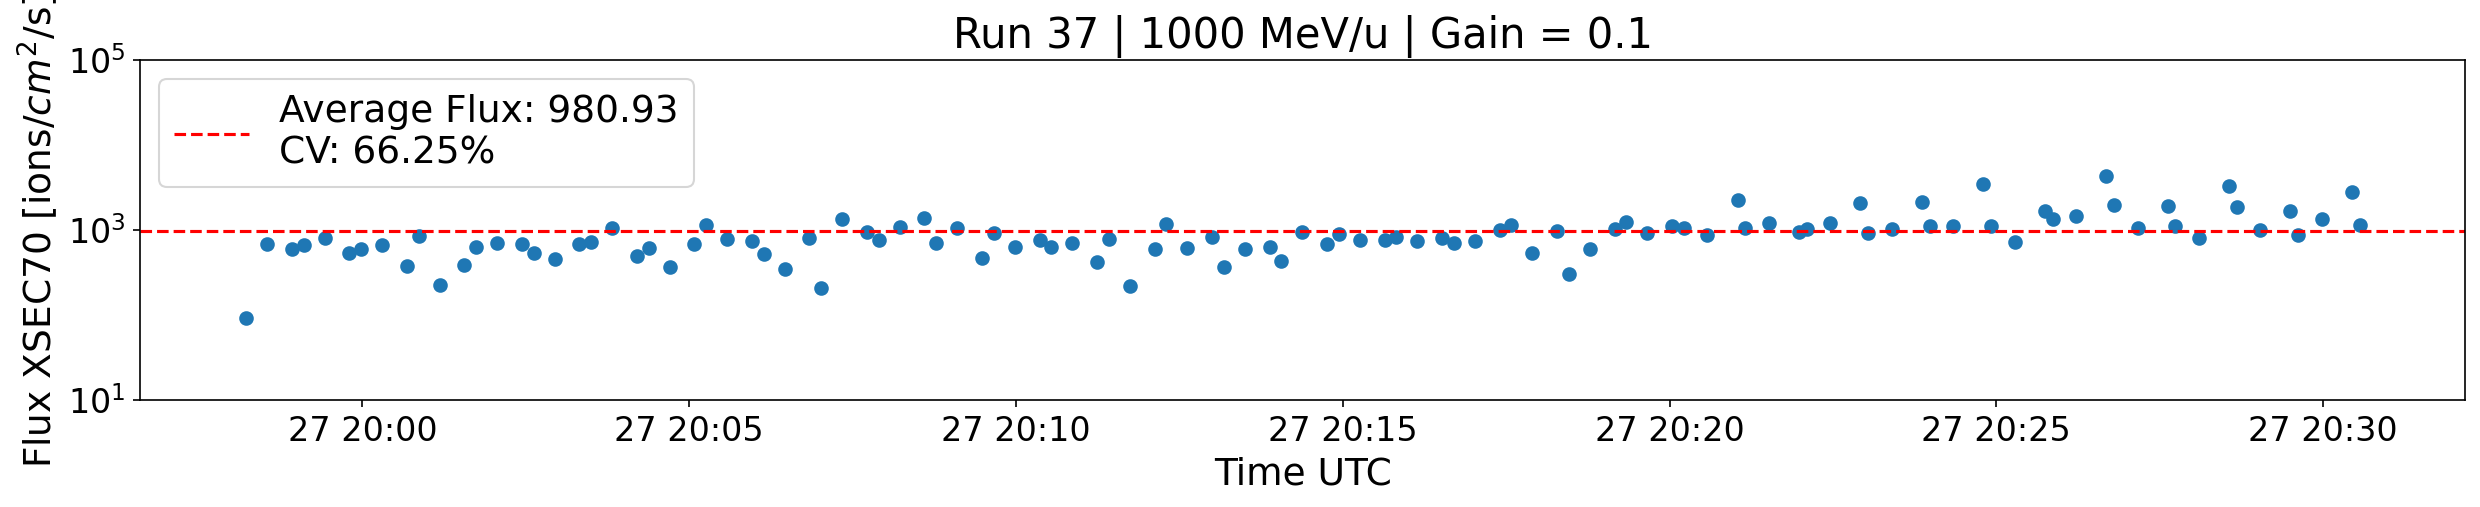 Run 37 | 1000 MeV/u | Gain = 0.1
Flux XSEC70 [ions/cm²/s]
10⁵
10³
10¹
Average Flux: 980.93
CV: 66.25%
27 20:00
27 20:05
27 20:10
27 20:15
27 20:20
27 20:25
27 20:30
Time UTC